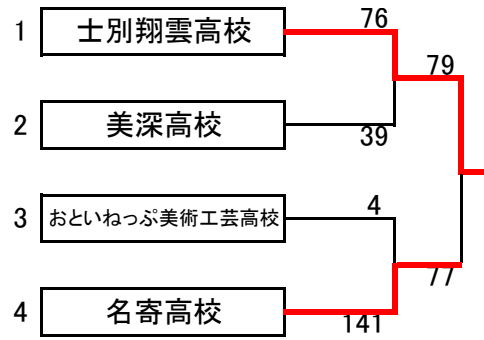 1 士別翔雲高校 76
79
2 美深高校 39
3 おといねっぷ美術工芸高校 4
77
4 名寄高校 141